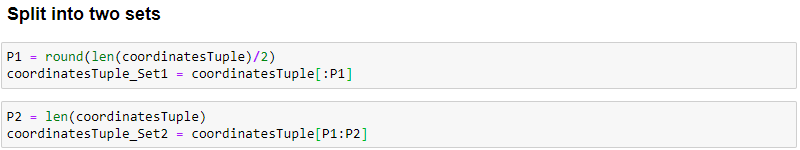 Split into two sets
P1 = round(len(coordinatesTuple)/2)
coordinatesTuple_Set1 = coordinatesTuple[:P1]
P2 = len(coordinatesTuple)
coordinatesTuple_Set2 = coordinatesTuple[P1:P2]